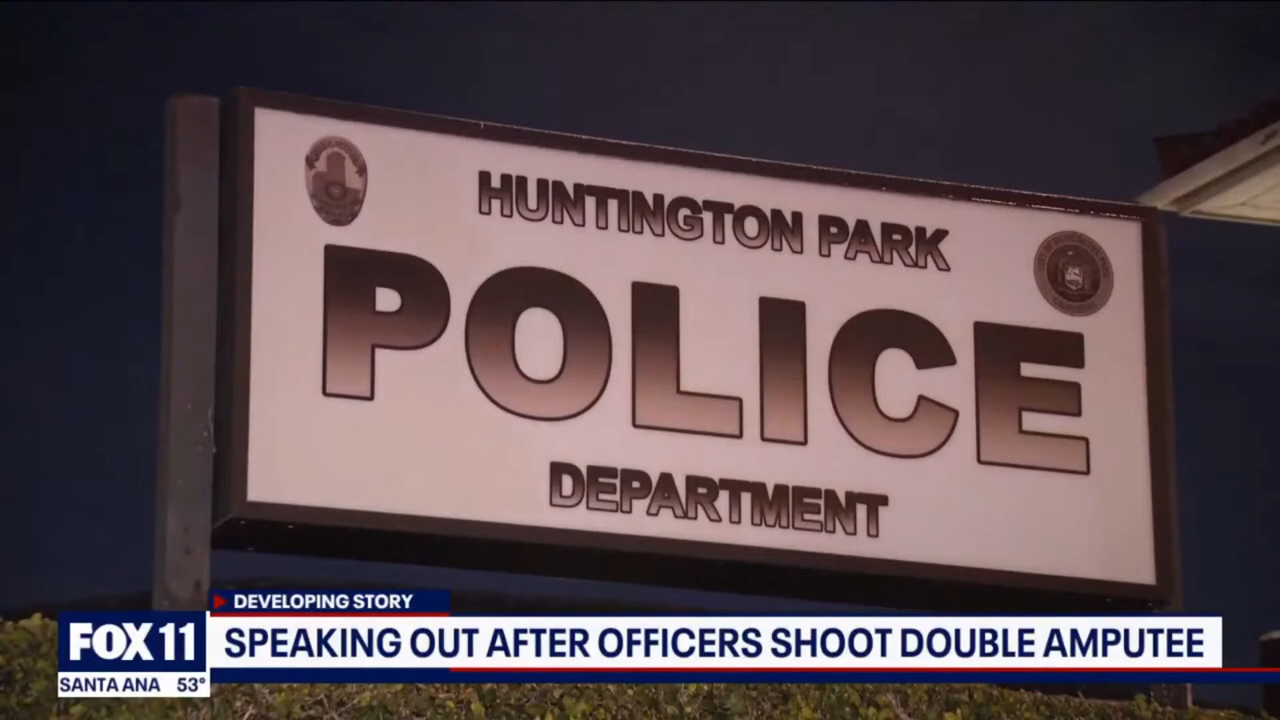 HUNTINGTON PARK
POLICE
DEPARTMENT
DEVELOPING STORY
FOX 11
SPEAKING OUT AFTER OFFICERS SHOOT DOUBLE AMPUTEE
SANTA ANA 53°